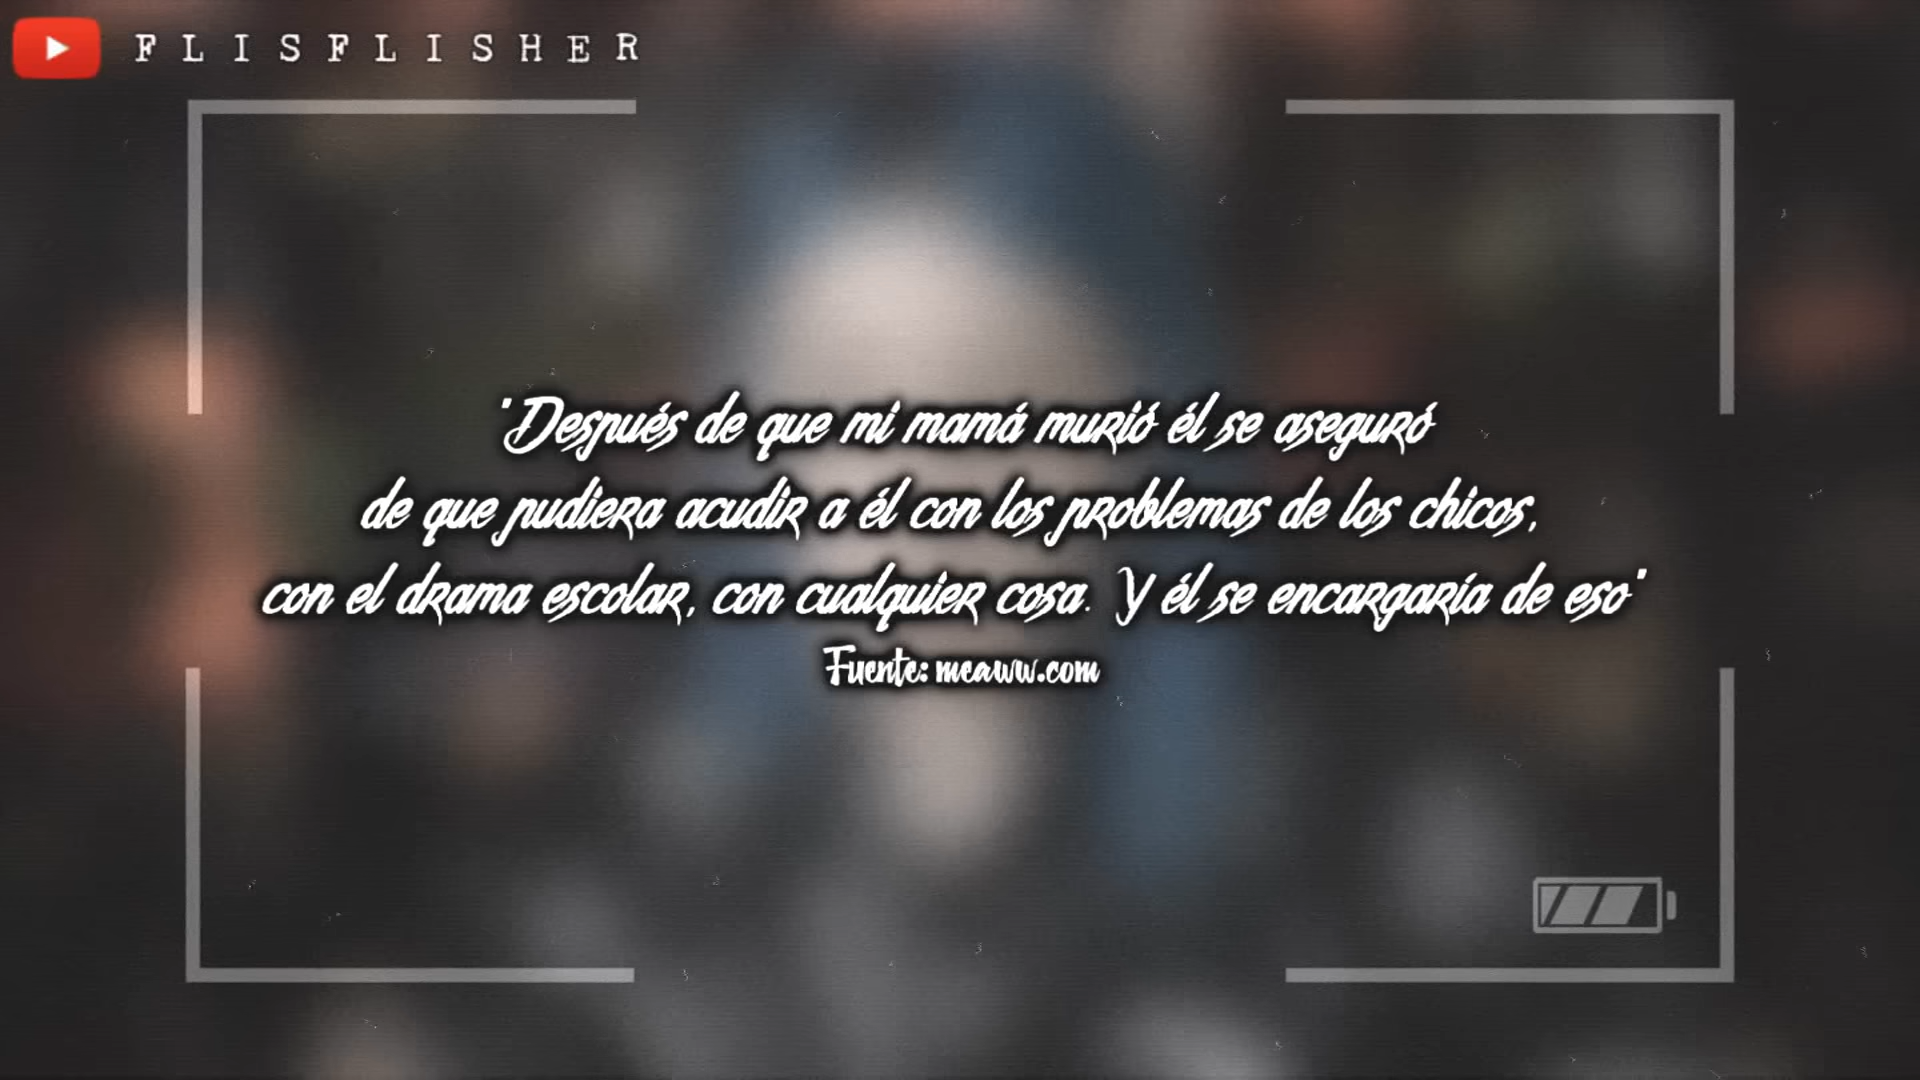 FLISFLISHER
"Después de que mi mamá murió él se aseguró
de que pudiera acudir a él con los problemas de los chicos,
con el drama escolar, con cualquier cosa. Y él se encargaría de eso"
Fuente: meaww.com